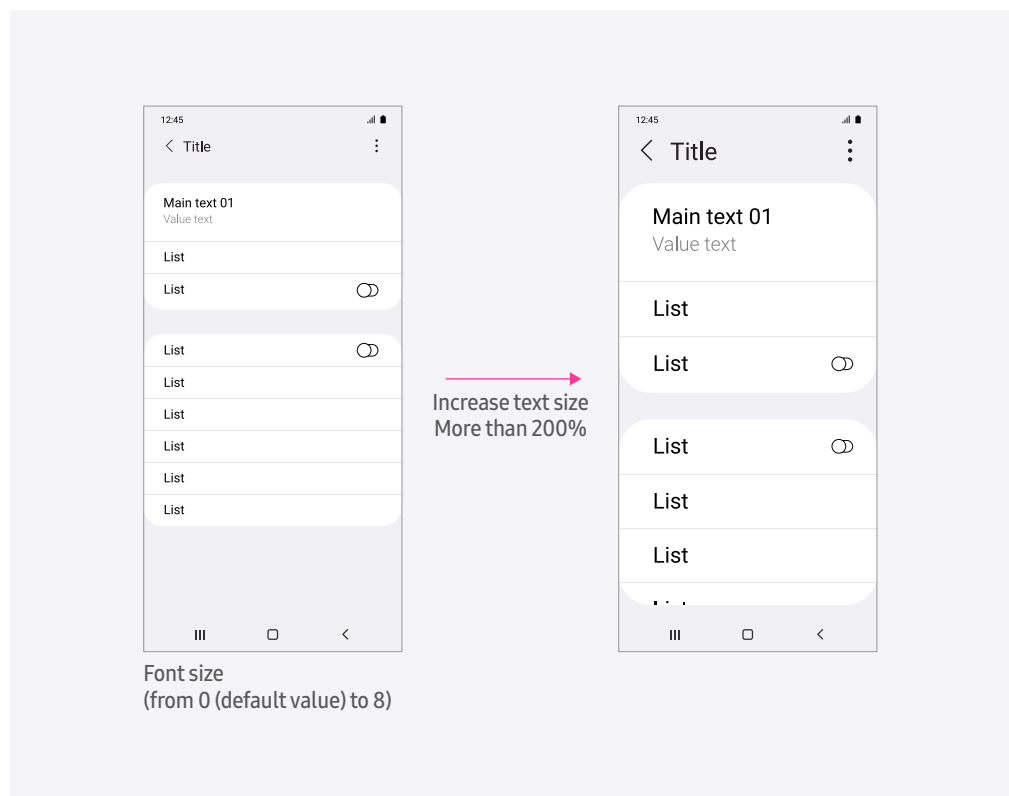 12:45
Title
Main text 01
Value text
List
List
List
List
List
List
List
List
Font size
(from 0 (default value) to 8)
Increase text size
More than 200%
12:45
Title
Main text 01
Value text
List
List
List
List
List
List